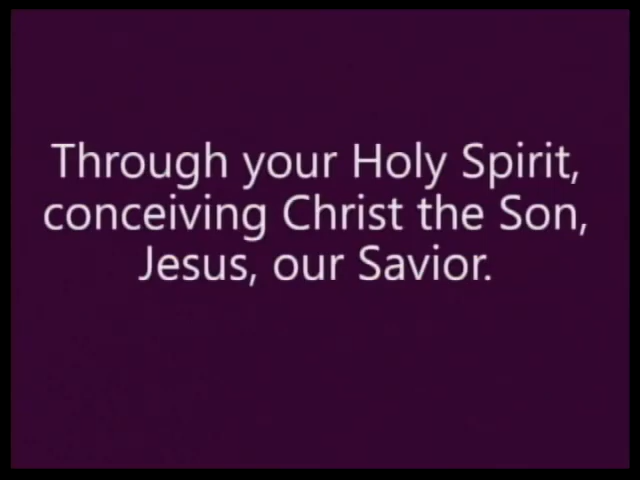 Through your Holy Spirit,
conceiving Christ the Son,
Jesus, our Savior.